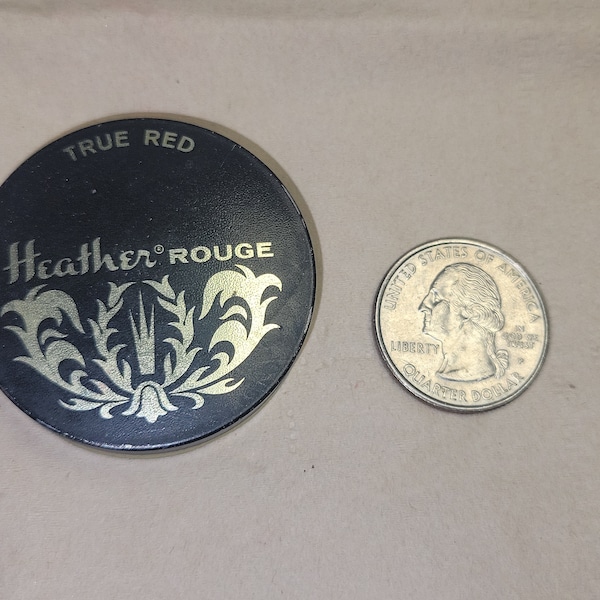 TRUE RED
Heather® ROUGE
UNITED STATES OF AMERICA
LIBERTY
IN
GOD WE
TRUST
P
QUARTER DOLLAR